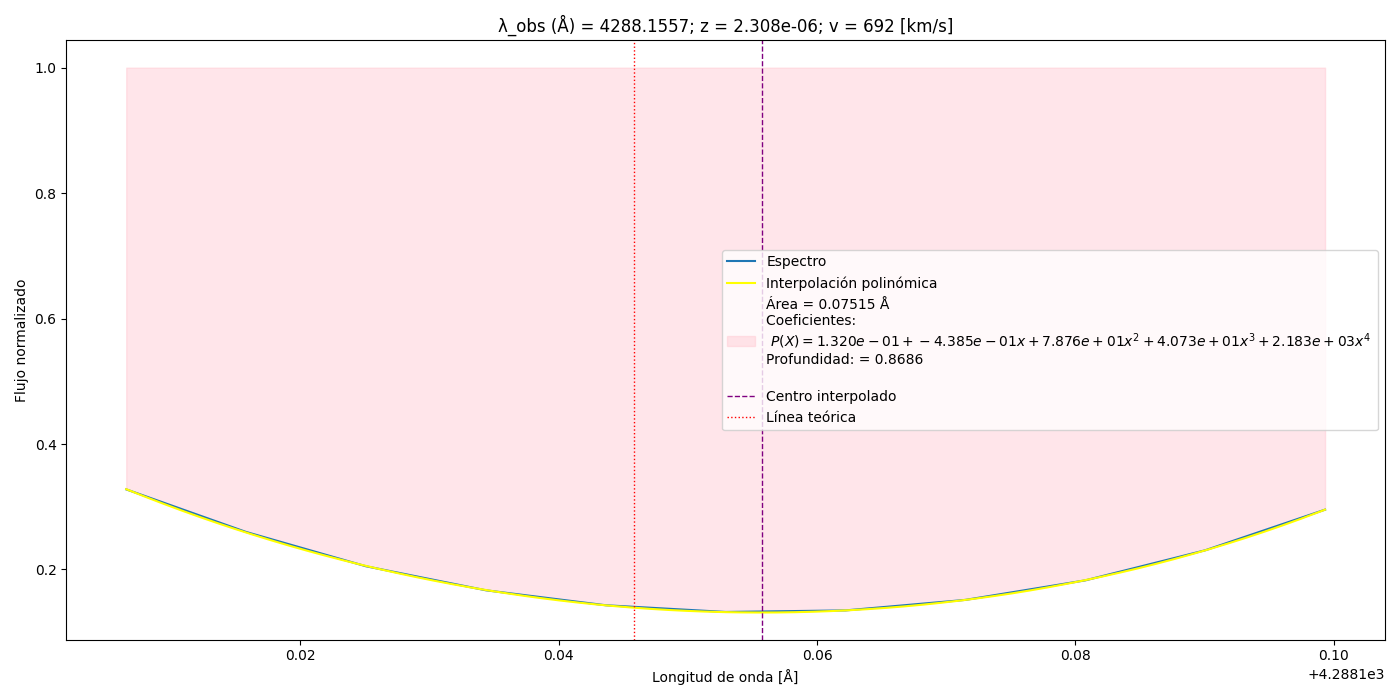 λ_obs (Å) = 4288.1557; z = 2.308e-06; v = 692 [km/s]
Flujo normalizado
1.0
0.8
0.6
0.4
0.2
Espectro
Interpolación polinómica
Área = 0.07515 Å
Coeficientes:
P(X) = 1.320e − 01 + −4.385e − 01x + 7.876e + 01x² + 4.073e + 01x³ + 2.183e + 03x⁴
Profundidad: = 0.8686
Centro interpolado
Línea teórica
0.02 0.04 0.06 0.08 0.10
+4.2881e3
Longitud de onda [Å]